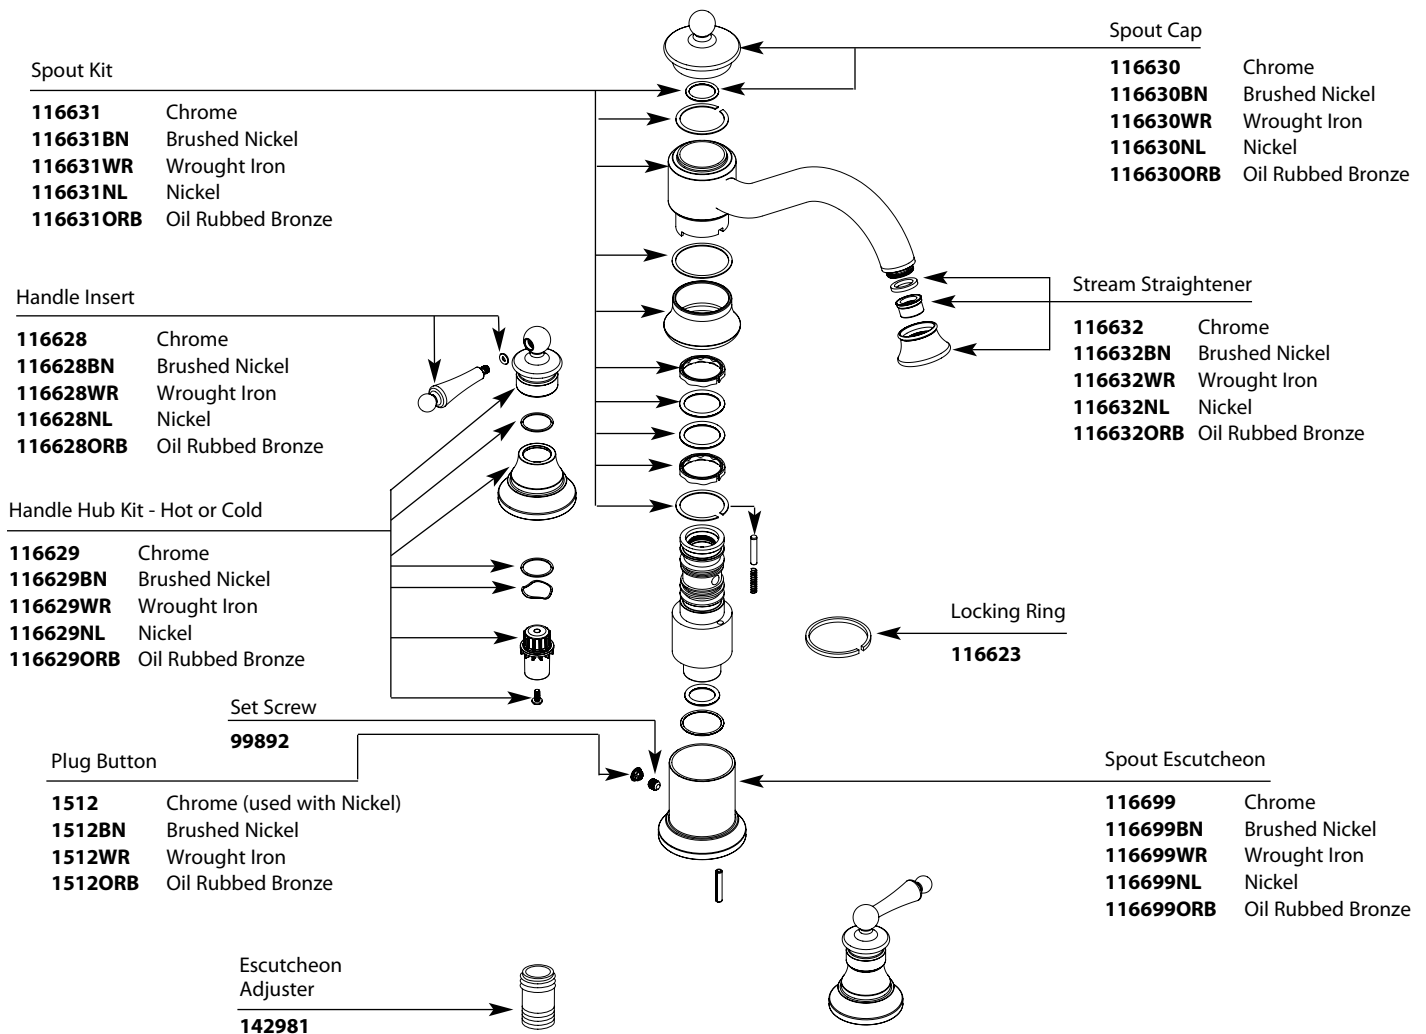 Spout Kit
116631 Chrome
116631BN Brushed Nickel
116631WR Wrought Iron
116631NL Nickel
116631ORB Oil Rubbed Bronze
Spout Cap
116630 Chrome
116630BN Brushed Nickel
116630WR Wrought Iron
116630NL Nickel
116630ORB Oil Rubbed Bronze
Handle Insert
116628 Chrome
116628BN Brushed Nickel
116628WR Wrought Iron
116628NL Nickel
116628ORB Oil Rubbed Bronze
Stream Straightener
116632 Chrome
116632BN Brushed Nickel
116632WR Wrought Iron
116632NL Nickel
116632ORB Oil Rubbed Bronze
Handle Hub Kit - Hot or Cold
116629 Chrome
116629BN Brushed Nickel
116629WR Wrought Iron
116629NL Nickel
116629ORB Oil Rubbed Bronze
Locking Ring
116623
Set Screw
99892
Plug Button
1512 Chrome (used with Nickel)
1512BN Brushed Nickel
1512WR Wrought Iron
1512ORB Oil Rubbed Bronze
Spout Escutcheon
116699 Chrome
116699BN Brushed Nickel
116699WR Wrought Iron
116699NL Nickel
116699ORB Oil Rubbed Bronze
Escutcheon
Adjuster
142981